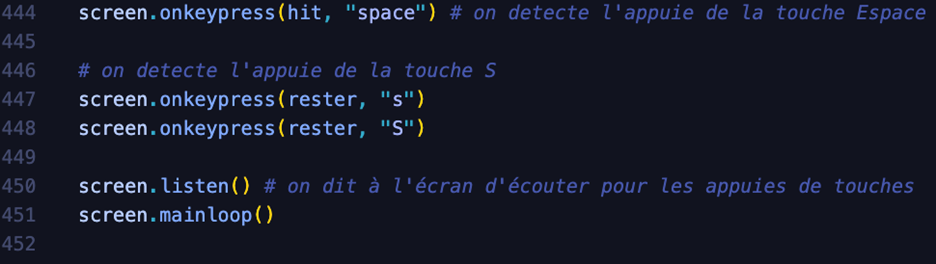 444 screen.onkeypress(hit, "space") # on detecte l'appuie de la touche Espace
445
446 # on detecte l'appuie de la touche S
447 screen.onkeypress(rester, "s")
448 screen.onkeypress(rester, "S")
449
450 screen.listen() # on dit à l'écran d'écouter pour les appuies de touches
451 screen.mainloop()
452